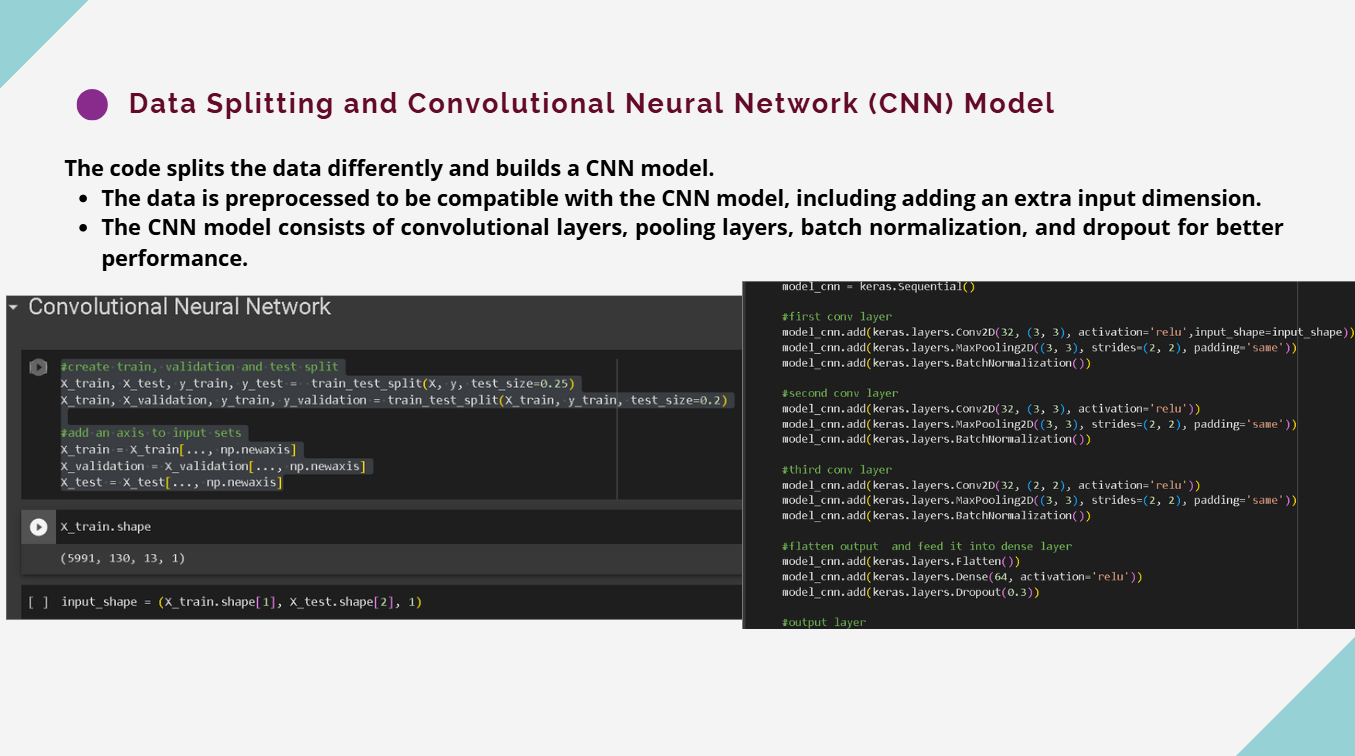 Data Splitting and Convolutional Neural Network (CNN) Model
The code splits the data differently and builds a CNN model.
• The data is preprocessed to be compatible with the CNN model, including adding an extra input dimension.
• The CNN model consists of convolutional layers, pooling layers, batch normalization, and dropout for better
performance.
Convolutional Neural Network
#create train, validation and test split
X_train, X_test, y_train, y_test =  train_test_split(X, y, test_size=0.25)
X_train, X_validation, y_train, y_validation = train_test_split(X_train, y_train, test_size=0.2)
#add an axis to input sets
X_train = X_train[..., np.newaxis]
X_validation = X_validation[..., np.newaxis]
X_test = X_test[..., np.newaxis]
X_train.shape
(5991, 130, 13, 1)
[ ] input_shape = (X_train.shape[1], X_test.shape[2], 1)
model_cnn = keras.Sequential()
#first conv layer
model_cnn.add(keras.layers.Conv2D(32, (3, 3), activation='relu',input_shape=input_shape))
model_cnn.add(keras.layers.MaxPooling2D((3, 3), strides=(2, 2), padding='same'))
model_cnn.add(keras.layers.BatchNormalization())
#second conv layer
model_cnn.add(keras.layers.Conv2D(32, (3, 3), activation='relu'))
model_cnn.add(keras.layers.MaxPooling2D((3, 3), strides=(2, 2), padding='same'))
model_cnn.add(keras.layers.BatchNormalization())
#third conv layer
model_cnn.add(keras.layers.Conv2D(32, (2, 2), activation='relu'))
model_cnn.add(keras.layers.MaxPooling2D((3, 3), strides=(2, 2), padding='same'))
model_cnn.add(keras.layers.BatchNormalization())
#flatten output  and feed it into dense layer
model_cnn.add(keras.layers.Flatten())
model_cnn.add(keras.layers.Dense(64, activation='relu'))
model_cnn.add(keras.layers.Dropout(0.3))
#output layer